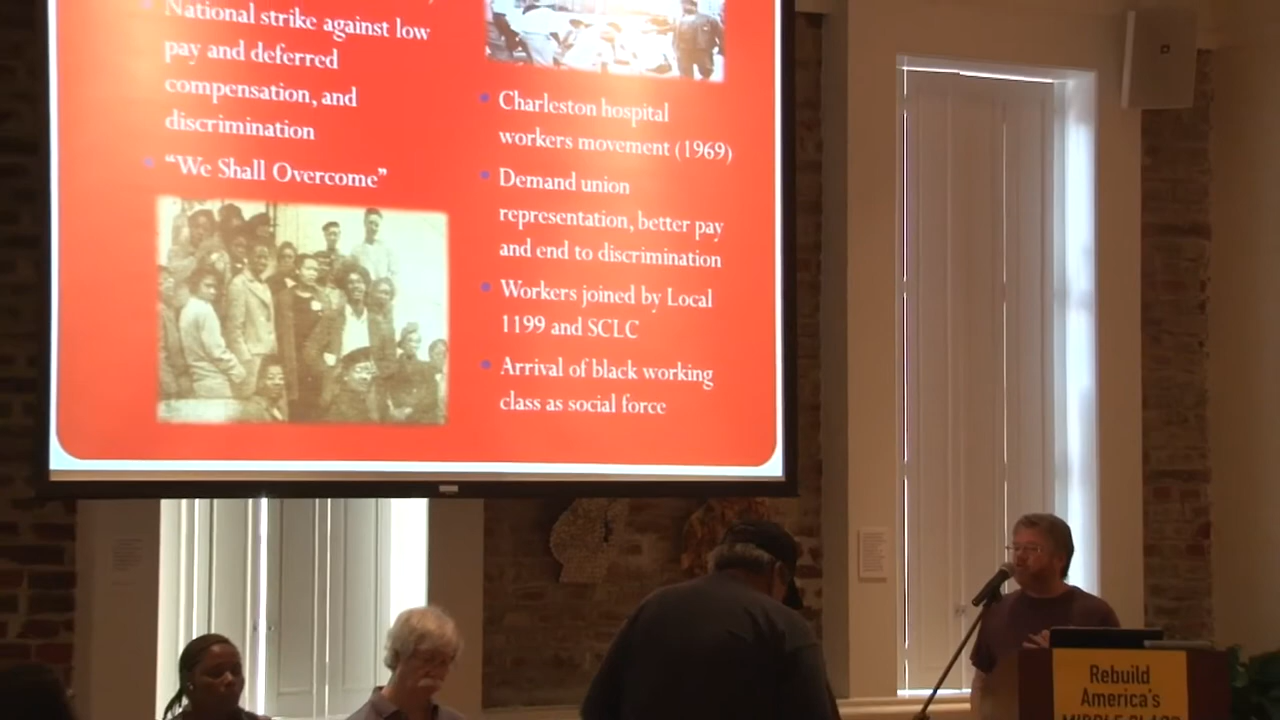 National strike against low
pay and deferred
compensation, and
discrimination
“We Shall Overcome”
Charleston hospital
workers movement (1969)
Demand union
representation, better pay
and end to discrimination
Workers joined by Local
1199 and SCLC
Arrival of black working
class as social force
Rebuild
America's
MIDDLE CLASS